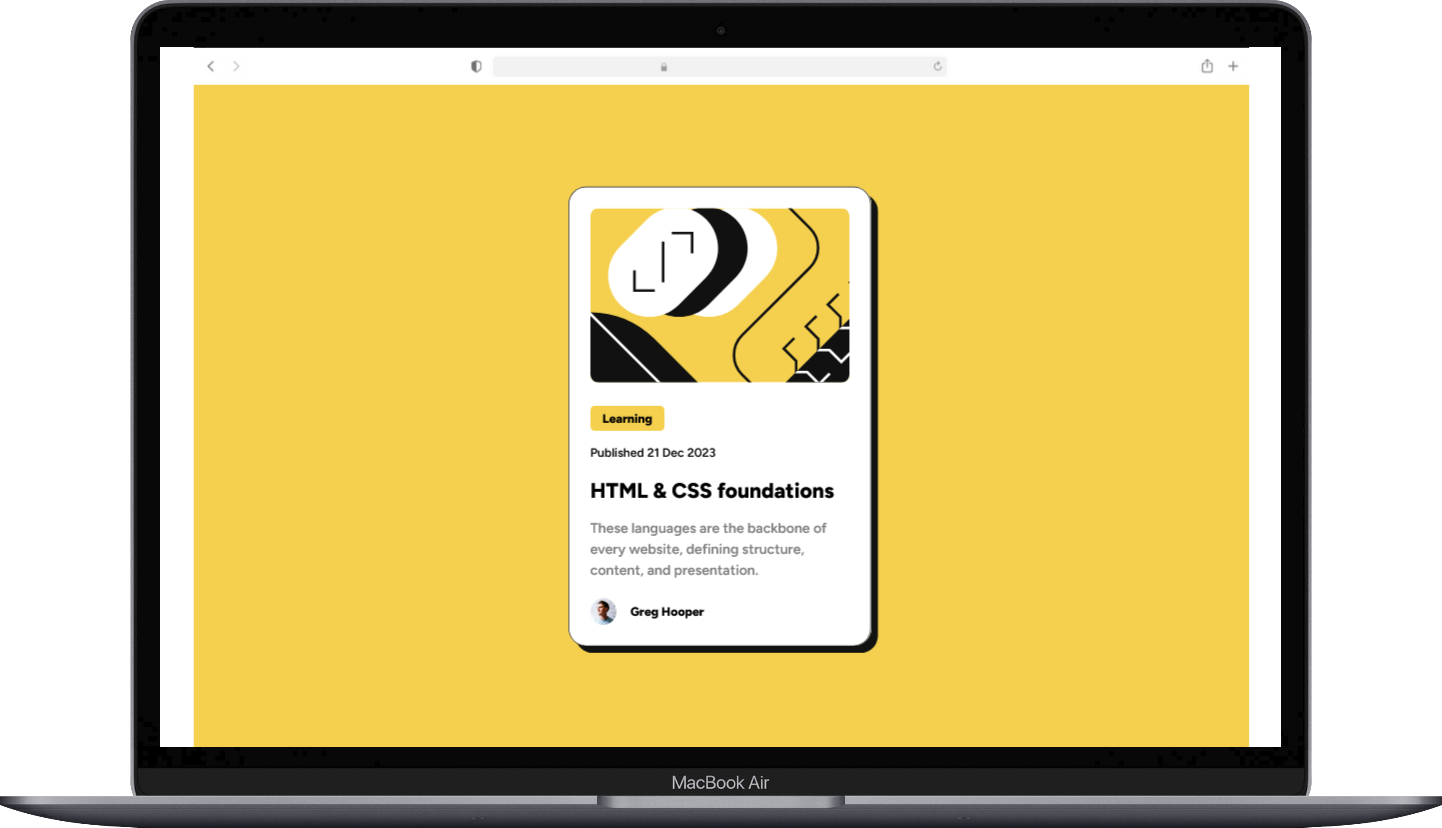 Learning
Published 21 Dec 2023
HTML & CSS foundations
These languages are the backbone of
every website, defining structure,
content, and presentation.
Greg Hooper
MacBook Air